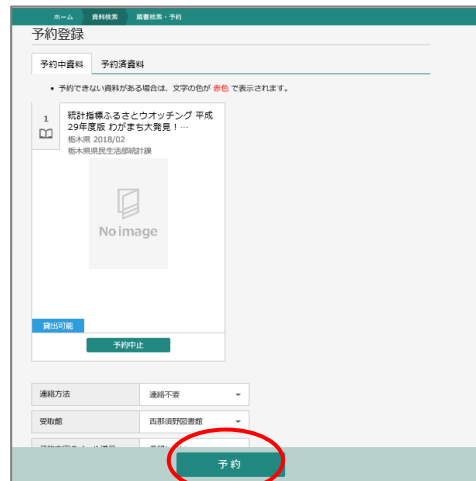 ホーム 資料検索 蔵書検索・予約
予約登録
予約中資料 予約済資料
• 予約できない資料がある場合は、文字の色が 赤色 で表示されます。
1
統計指標ふるさとウオッチング 平成
29年度版 わがまち大発見！…
栃木県 2018/02
栃木県県民生活部統計課
No image
貸出可能
予約中止
連絡方法 連絡不要
受取館 西那須野図書館
予約